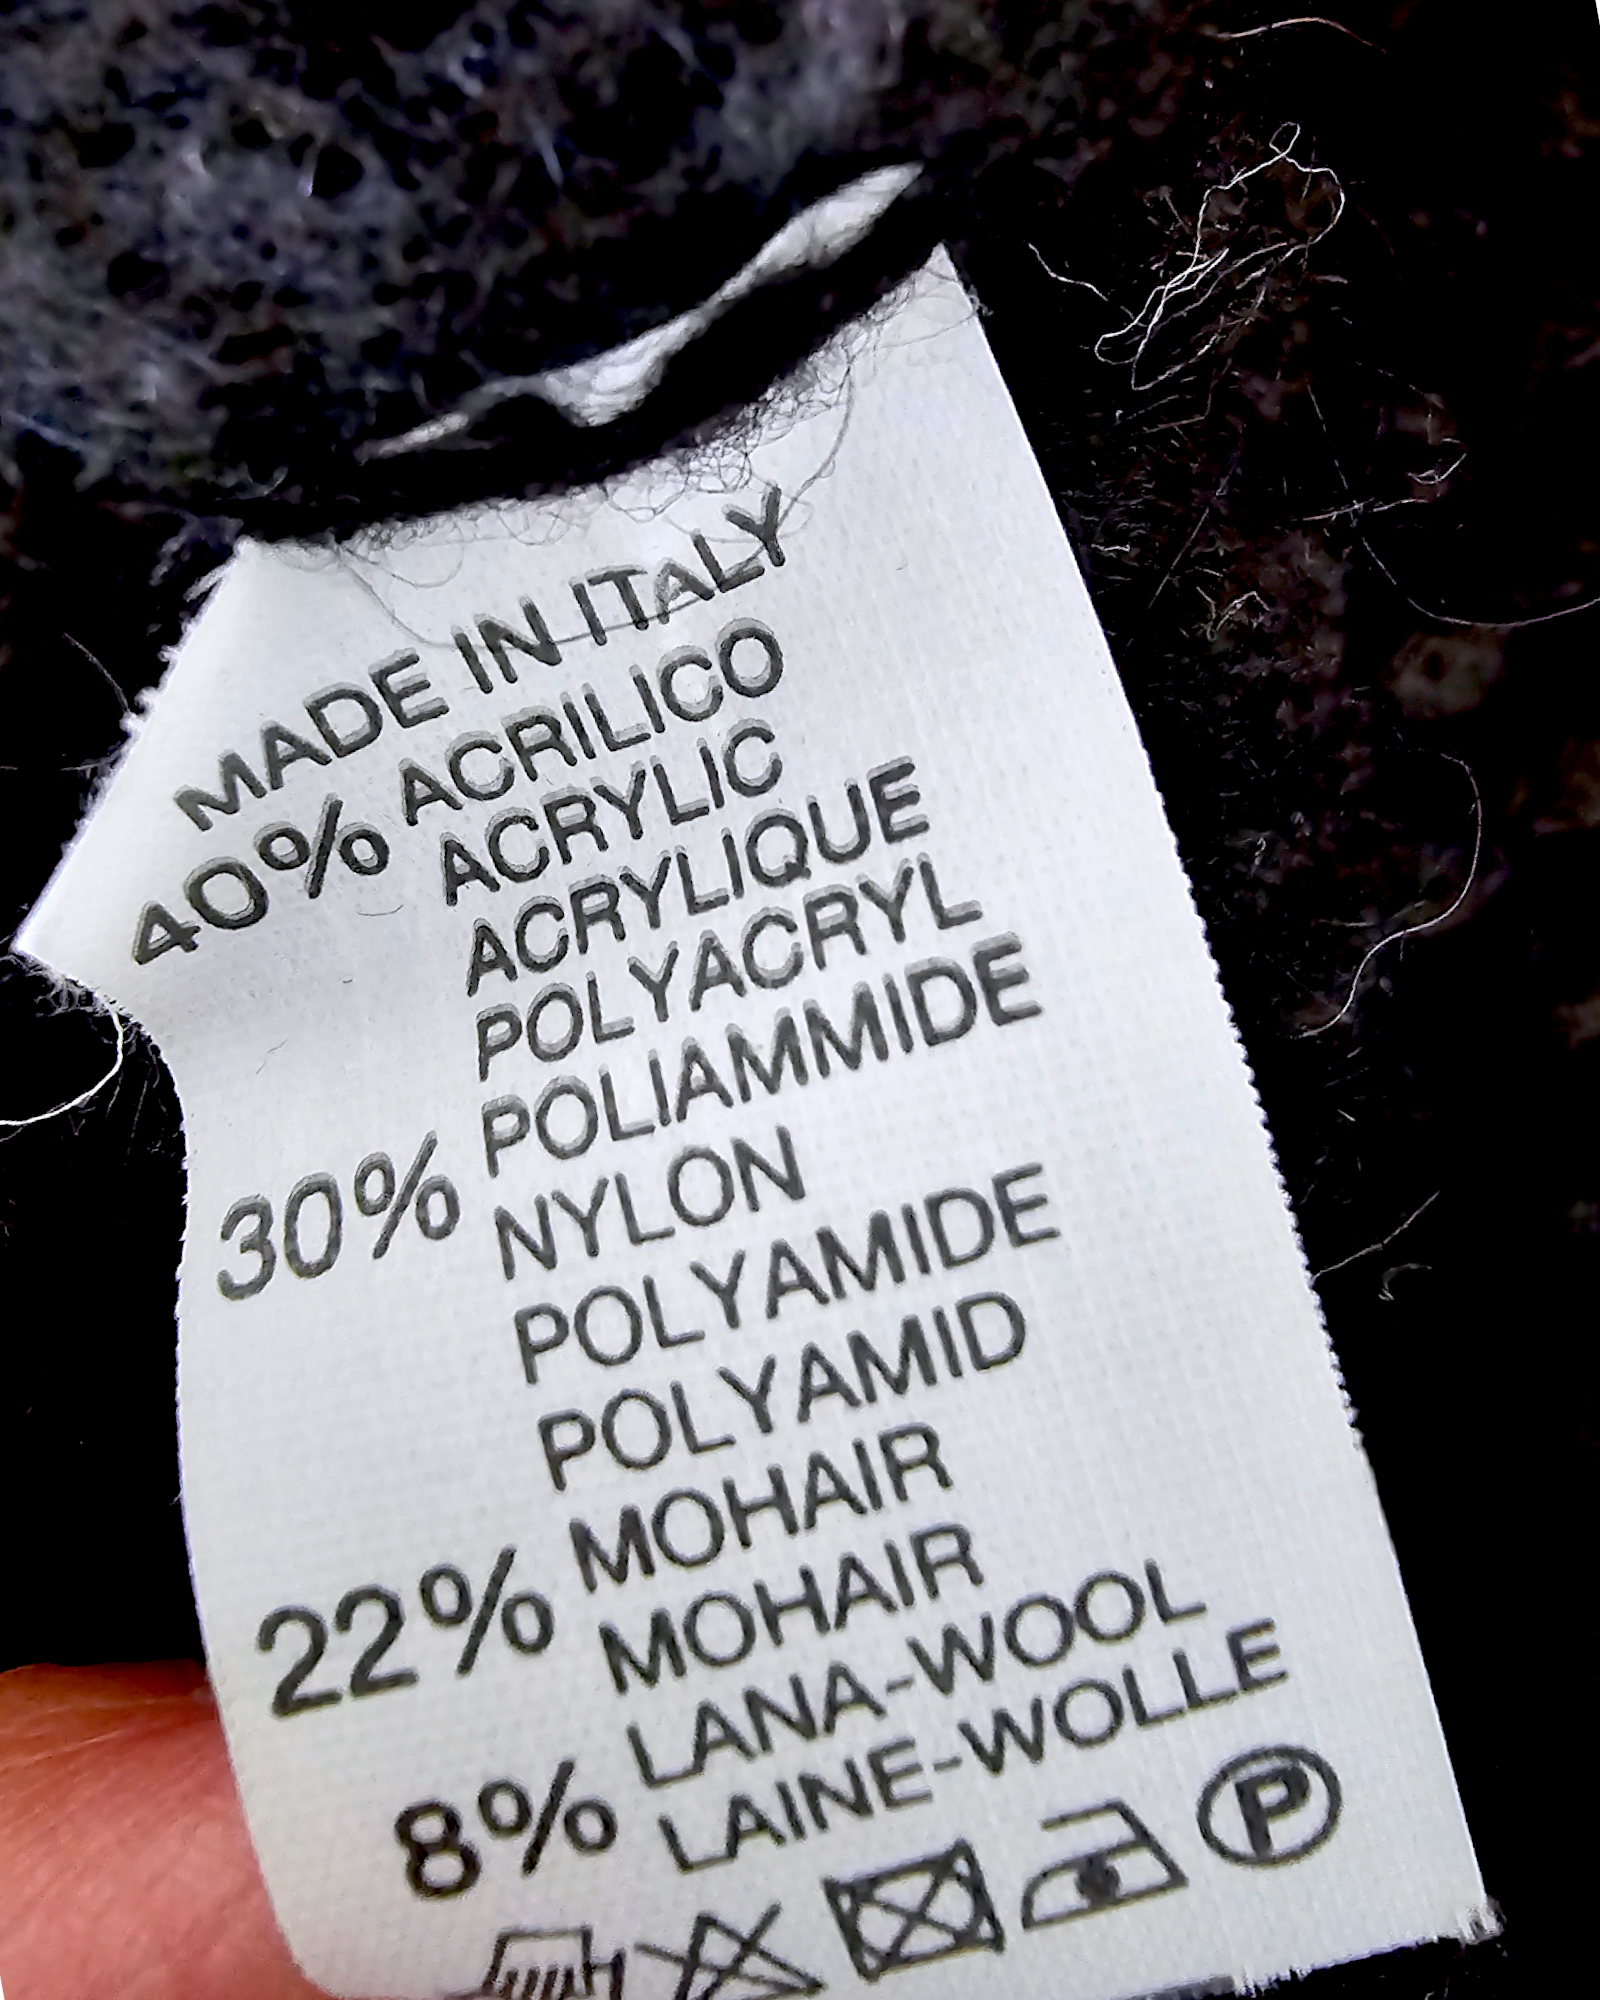 MADE IN ITALY
40% ACRILICO
ACRYLIC
ACRYLIQUE
POLYACRYL
30% POLIAMMIDE
NYLON
POLYAMIDE
POLYAMID
22% MOHAIR
MOHAIR
8% LANA-WOOL
LAINE-WOLLE
P